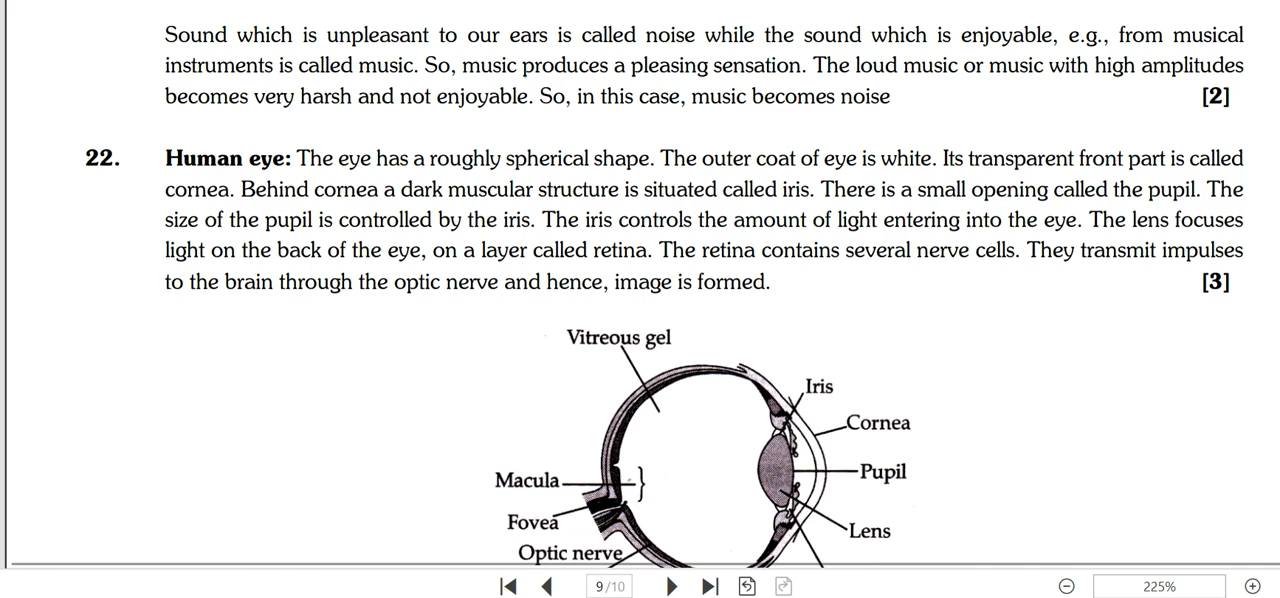 Sound which is unpleasant to our ears is called noise while the sound which is enjoyable, e.g., from musical
instruments is called music. So, music produces a pleasing sensation. The loud music or music with high amplitudes
becomes very harsh and not enjoyable. So, in this case, music becomes noise [2]
22. Human eye: The eye has a roughly spherical shape. The outer coat of eye is white. Its transparent front part is called
cornea. Behind cornea a dark muscular structure is situated called iris. There is a small opening called the pupil. The
size of the pupil is controlled by the iris. The iris controls the amount of light entering into the eye. The lens focuses
light on the back of the eye, on a layer called retina. The retina contains several nerve cells. They transmit impulses
to the brain through the optic nerve and hence, image is formed. [3]
Vitreous gel
Iris
Cornea
Pupil
Macula
Fovea
Lens
Optic nerve
9/10
225%